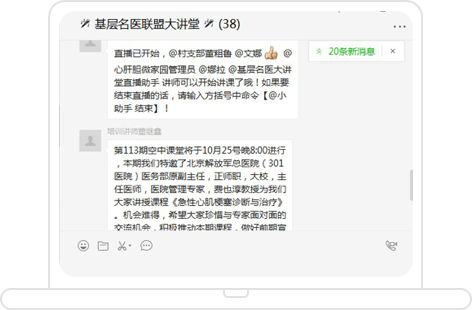 基层名医联盟大讲堂 (38)
20条新消息
直播已开始，@村支部董粗鲁 @文娜 @
心肝胆微家园管理员 @娜拉 @基层名医大讲
堂直播助手 讲师可以开始讲课了哦！如果要
结束直播的话，请输入方括号中命令【@小
助手 结束】！
培训讲师董继鑫
第113期空中课堂将于10月25号晚8:00进行
，本期我们特邀了北京解放军总医院（301
医院）医务部原副主任，正师职，大校，主
任医师，医院管理专家，费也淳教授为我们
大家讲授课程《急性心肌梗塞诊断与治疗》
。机会难得，希望大家珍惜与专家面对面的
交流机会，积极推动本期课程，做好前期宣